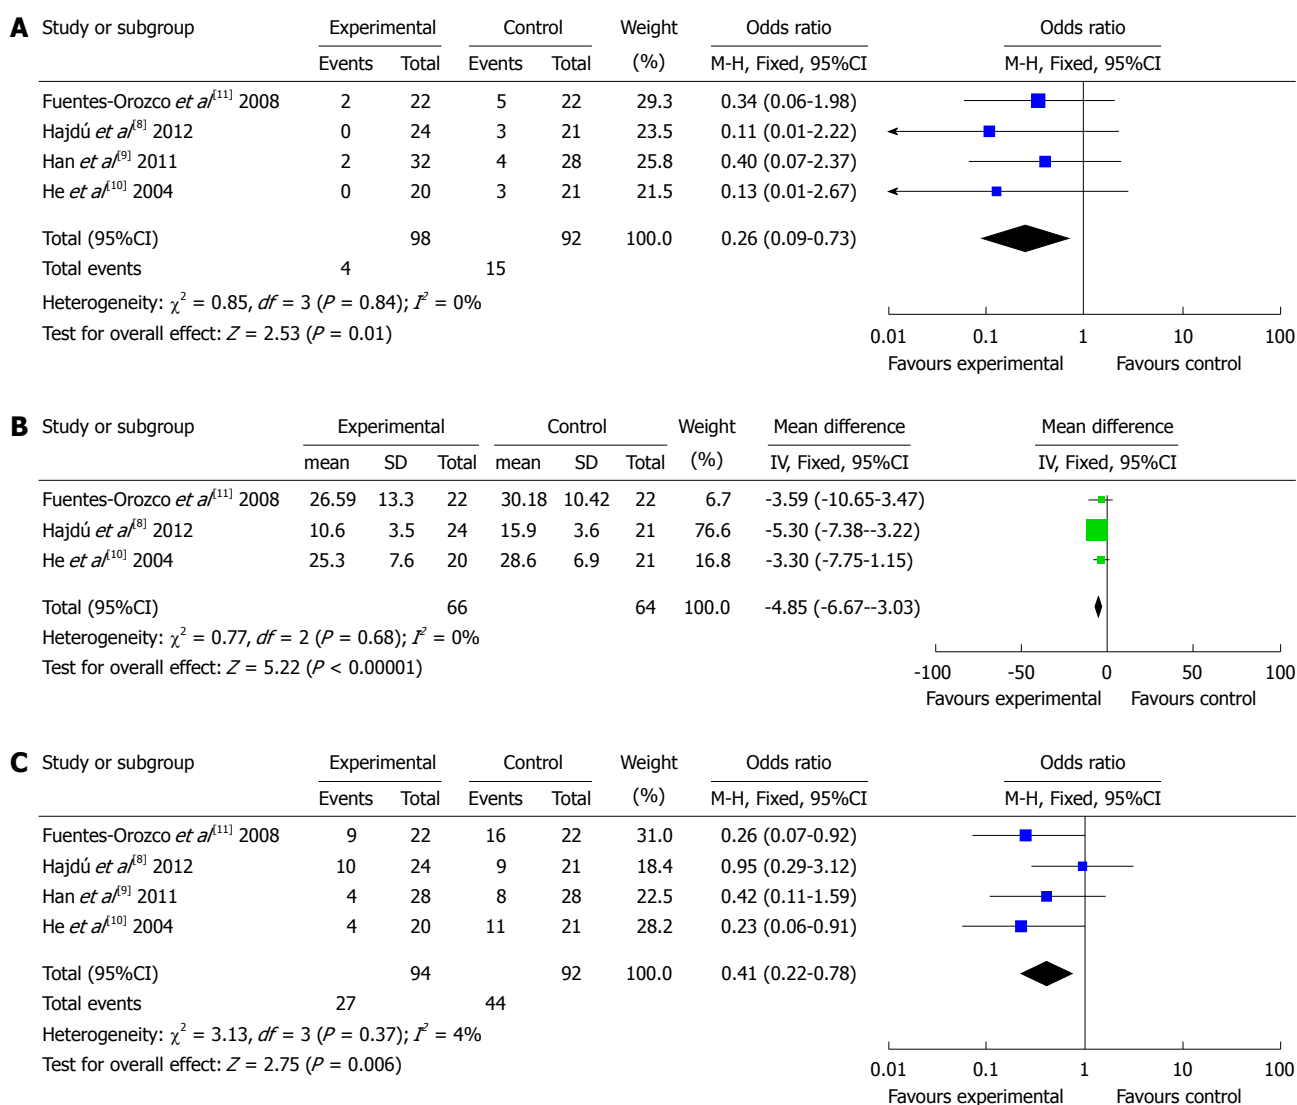 A Study or subgroup Experimental Control Weight Odds ratio Odds ratio
Events Total Events Total (%) M-H, Fixed, 95%CI M-H, Fixed, 95%CI
Fuentes-Orozco et al[11] 2008 2 22 5 22 29.3 0.34 (0.06-1.98)
Hajdú et al[8] 2012 0 24 3 21 23.5 0.11 (0.01-2.22)
Han et al[9] 2011 2 32 4 28 25.8 0.40 (0.07-2.37)
He et al[10] 2004 0 20 3 21 21.5 0.13 (0.01-2.67)
Total (95%CI) 98 92 100.0 0.26 (0.09-0.73)
Total events 4 15
Heterogeneity: χ2 = 0.85, df = 3 (P = 0.84); I2 = 0%
Test for overall effect: Z = 2.53 (P = 0.01)
0.01 0.1 1 10 100
Favours experimental Favours control
B Study or subgroup Experimental Control Weight Mean difference Mean difference
mean SD Total mean SD Total (%) IV, Fixed, 95%CI IV, Fixed, 95%CI
Fuentes-Orozco et al[11] 2008 26.59 13.3 22 30.18 10.42 22 6.7 -3.59 (-10.65-3.47)
Hajdú et al[8] 2012 10.6 3.5 24 15.9 3.6 21 76.6 -5.30 (-7.38--3.22)
He et al[10] 2004 25.3 7.6 20 28.6 6.9 21 16.8 -3.30 (-7.75-1.15)
Total (95%CI) 66 64 100.0 -4.85 (-6.67--3.03)
Heterogeneity: χ2 = 0.77, df = 2 (P = 0.68); I2 = 0%
Test for overall effect: Z = 5.22 (P < 0.00001)
-100 -50 0 50 100
Favours experimental Favours control
C Study or subgroup Experimental Control Weight Odds ratio Odds ratio
Events Total Events Total (%) M-H, Fixed, 95%CI M-H, Fixed, 95%CI
Fuentes-Orozco et al[11] 2008 9 22 16 22 31.0 0.26 (0.07-0.92)
Hajdú et al[8] 2012 10 24 9 21 18.4 0.95 (0.29-3.12)
Han et al[9] 2011 4 28 8 28 22.5 0.42 (0.11-1.59)
He et al[10] 2004 4 20 11 21 28.2 0.23 (0.06-0.91)
Total (95%CI) 94 92 100.0 0.41 (0.22-0.78)
Total events 27 44
Heterogeneity: χ2 = 3.13, df = 3 (P = 0.37); I2 = 4%
Test for overall effect: Z = 2.75 (P = 0.006)
0.01 0.1 1 10 100
Favours experimental Favours control